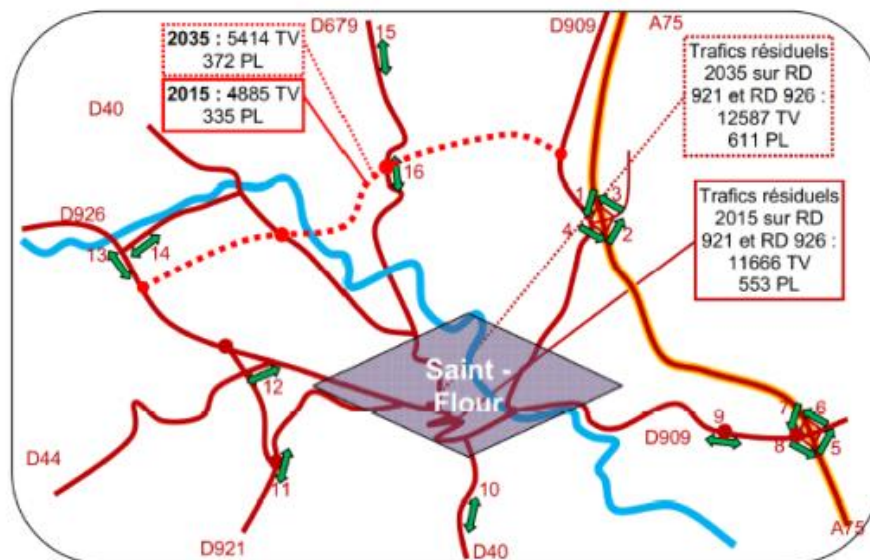 D679
15
D909
A75
2035 : 5414 TV
372 PL
2015 : 4885 TV
335 PL
Trafics résiduels
2035 sur RD
921 et RD 926 :
12587 TV
611 PL
D40
16
1
3
4
2
Trafics résiduels
2015 sur RD
921 et RD 926 :
11666 TV
553 PL
D926
13
14
Saint -
Flour
12
9
7
6
D909
8
5
D44
11
10
D921
D40
A75